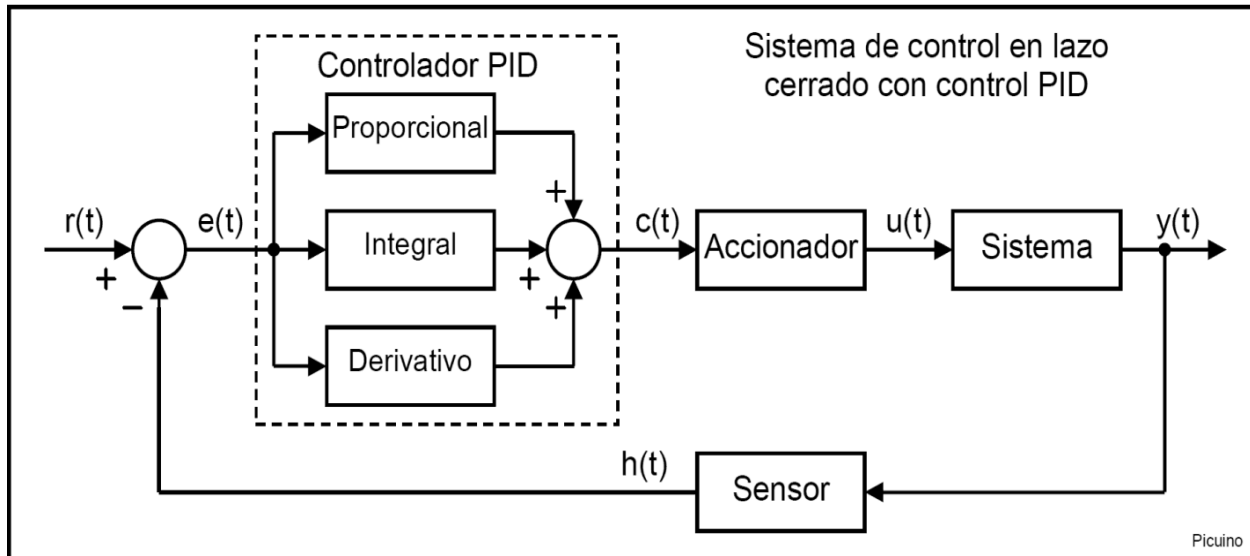 Sistema de control en lazo
cerrado con control PID
Controlador PID
Proporcional
r(t)
e(t)
Integral
c(t)
Accionador
u(t)
Sistema
y(t)
+
+
+
+
−
Derivativo
h(t)
Sensor
Picuino